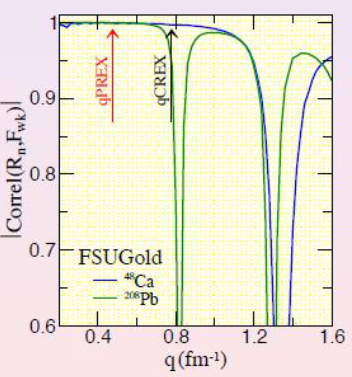 1
0.9
0.8
0.7
0.6
|Correl(Rₙ,F_wk)|
qPREX
qCREX
FSUGold
⁴⁸Ca
²⁰⁸Pb
0.4 0.8 1.2 1.6
q(fm⁻¹)